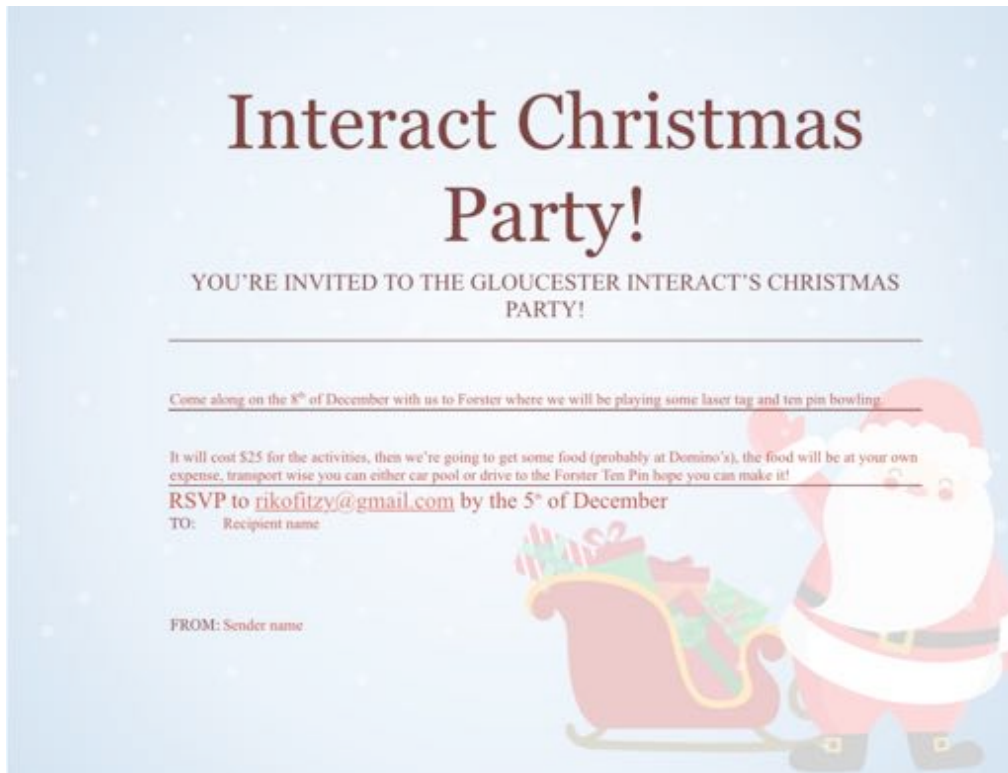 Interact Christmas
Party!
YOU'RE INVITED TO THE GLOUCESTER INTERACT'S CHRISTMAS
PARTY!
Come along on the 8th of December with us to Forster where we will be playing some laser tag and ten pin bowling.
It will cost $25 for the activities, then we're going to get some food (probably at Domino's), the food will be at your own
expense, transport wise you can either car pool or drive to the Forster Ten Pin hope you can make it!
RSVP to rikofitzy@gmail.com by the 5th of December
TO: Recipient name
FROM: Sender name